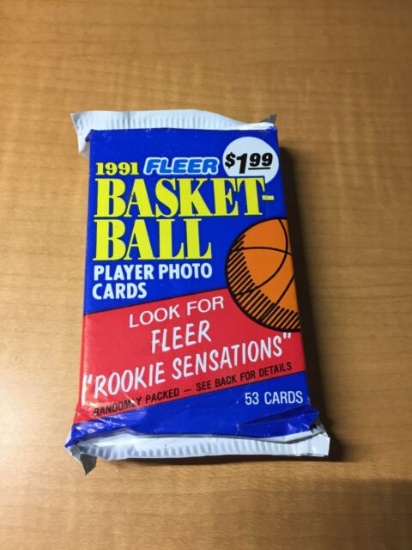 1991 FLEER $1.99
BASKET-
BALL
PLAYER PHOTO
CARDS
LOOK FOR
FLEER
"ROOKIE SENSATIONS"
RANDOMLY PACKED – SEE BACK FOR DETAILS
53 CARDS